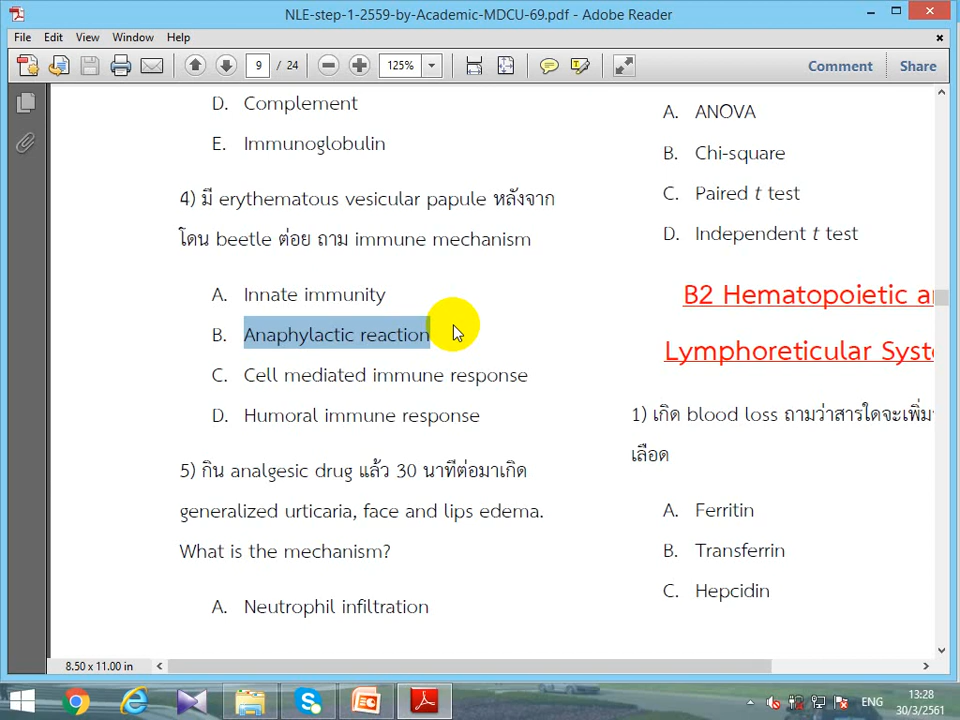 NLE-step-1-2559-by-Academic-MDCU-69.pdf - Adobe Reader
File Edit View Window Help
9 / 24 125% Comment Share
D. Complement
E. Immunoglobulin
4) มี erythematous vesicular papule หลังจาก
โดน beetle ต่อย ถาม immune mechanism
A. Innate immunity
B. Anaphylactic reaction
C. Cell mediated immune response
D. Humoral immune response
5) กิน analgesic drug แล้ว 30 นาทีต่อมาเกิด
generalized urticaria, face and lips edema.
What is the mechanism?
A. Neutrophil infiltration
A. ANOVA
B. Chi-square
C. Paired t test
D. Independent t test
B2 Hematopoietic a
Lymphoreticular Syst
1) เกิด blood loss ถามว่าสารใดจะเพิ่ม
เลือด
A. Ferritin
B. Transferrin
C. Hepcidin
8.50 x 11.00 in
ENG
13:28
30/3/2561